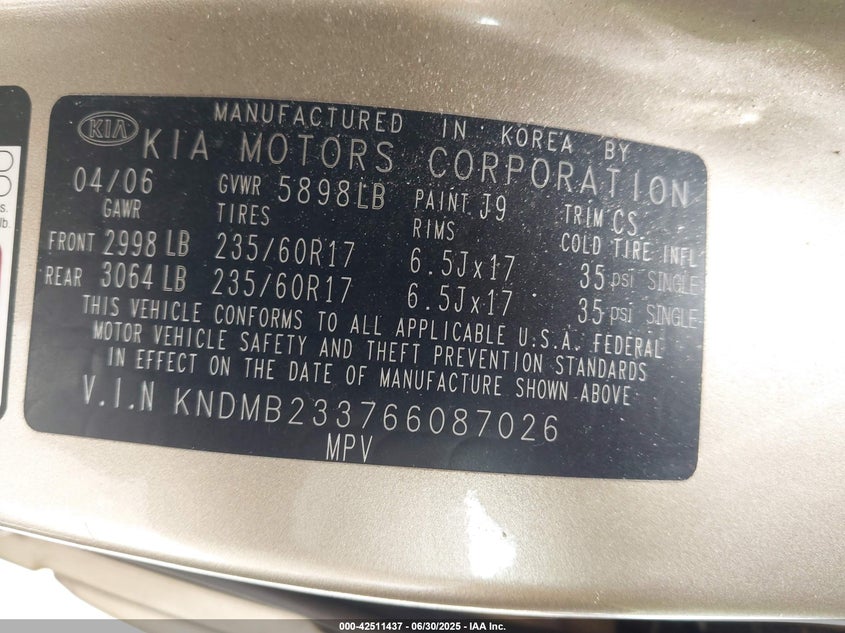 KIA
MANUFACTURED IN KOREA BY
KIA MOTORS CORPORATION
04/06 GVWR 5898LB PAINT J9 TRIM CS
GAWR TIRES RIMS COLD TIRE INFL
FRONT 2998 LB 235/60R17 6.5Jx17 35 psi SINGLE
REAR 3064 LB 235/60R17 6.5Jx17 35 psi SINGLE
THIS VEHICLE CONFORMS TO ALL APPLICABLE U.S.A. FEDERAL
MOTOR VEHICLE SAFETY AND THEFT PREVENTION STANDARDS
IN EFFECT ON THE DATE OF MANUFACTURE SHOWN ABOVE
V.I.N KNDMB233766087026
MPV
s.
lb.
000-42511437 - 06/30/2025 - IAA Inc.